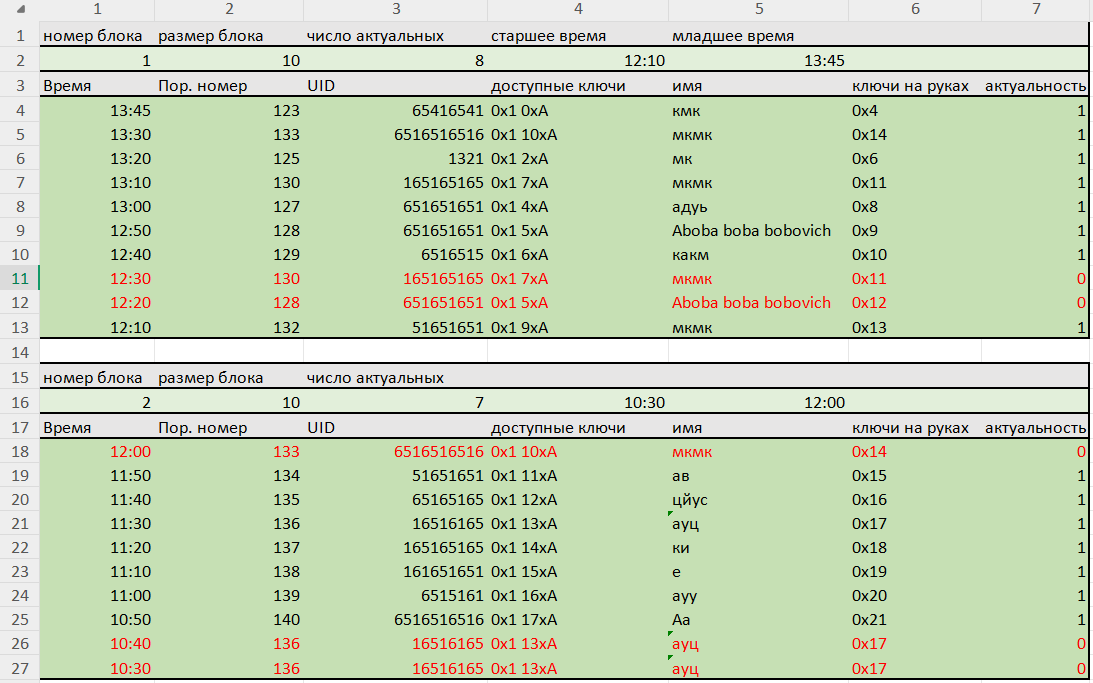 1 2 3 4 5 6 7
1 номер блока размер блока число актуальных старшее время младшее время
2 1 10 8 12:10 13:45
3 Время Пор. номер UID доступные ключи имя ключи на руках актуальность
4 13:45 123 65416541 0x1 0xA кмк 0x4 1
5 13:30 133 6516516516 0x1 10xA мкмк 0x14 1
6 13:20 125 1321 0x1 2xA мк 0x6 1
7 13:10 130 165165165 0x1 7xA мкмк 0x11 1
8 13:00 127 651651651 0x1 4xA адуь 0x8 1
9 12:50 128 651651651 0x1 5xA Aboba boba bobovich 0x9 1
10 12:40 129 6516515 0x1 6xA какм 0x10 1
11 12:30 130 165165165 0x1 7xA мкмк 0x11 0
12 12:20 128 651651651 0x1 5xA Aboba boba bobovich 0x12 0
13 12:10 132 51651651 0x1 9xA мкмк 0x13 1
14
15 номер блока размер блока число актуальных
16 2 10 7 10:30 12:00
17 Время Пор. номер UID доступные ключи имя ключи на руках актуальность
18 12:00 133 6516516516 0x1 10xA мкмк 0x14 0
19 11:50 134 51651651 0x1 11xA ав 0x15 1
20 11:40 135 65165165 0x1 12xA цйус 0x16 1
21 11:30 136 16516165 0x1 13xA ауц 0x17 1
22 11:20 137 165165165 0x1 14xA ки 0x18 1
23 11:10 138 161651651 0x1 15xA е 0x19 1
24 11:00 139 6515161 0x1 16xA ауу 0x20 1
25 10:50 140 6516516516 0x1 17xA Аа 0x21 1
26 10:40 136 16516165 0x1 13xA ауц 0x17 0
27 10:30 136 16516165 0x1 13xA ауц 0x17 0